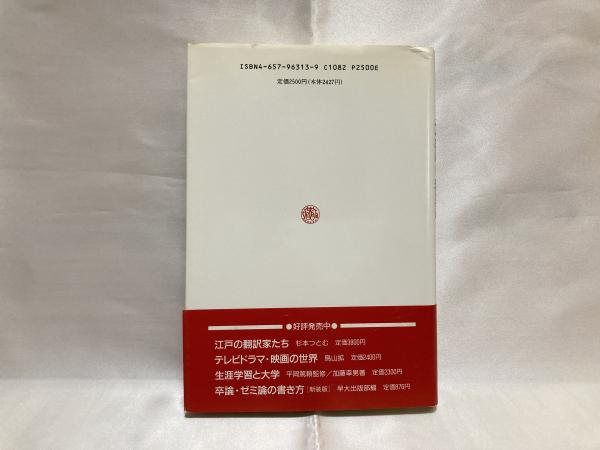 ISBN4-657-96313-9 C1082 P2500E
定価2500円(本体2427円)
●好評発売中●
江戸の翻訳家たち 杉本つとむ 定価3800円
テレビドラマ・映画の世界 鳥山拡 定価2400円
生涯学習と大学 平岡篤頼監修/加藤幸男著 定価2300円
卒論・ゼミ論の書き方[新装版] 早大出版部編 定価876円